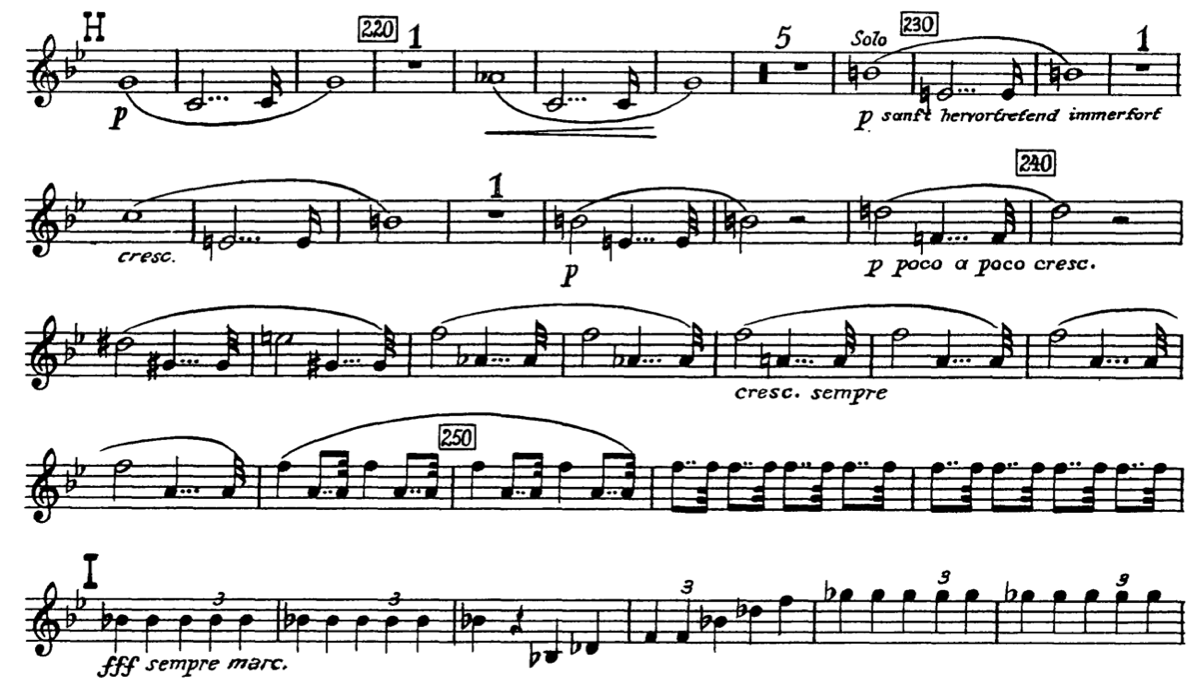 H 220 1 5 Solo 230 1
p p sanft hervortretend immerfort
1 240
cresc. p p poco a poco cresc.
cresc. sempre
250
I 3 3 3 3 3
fff sempre marc.